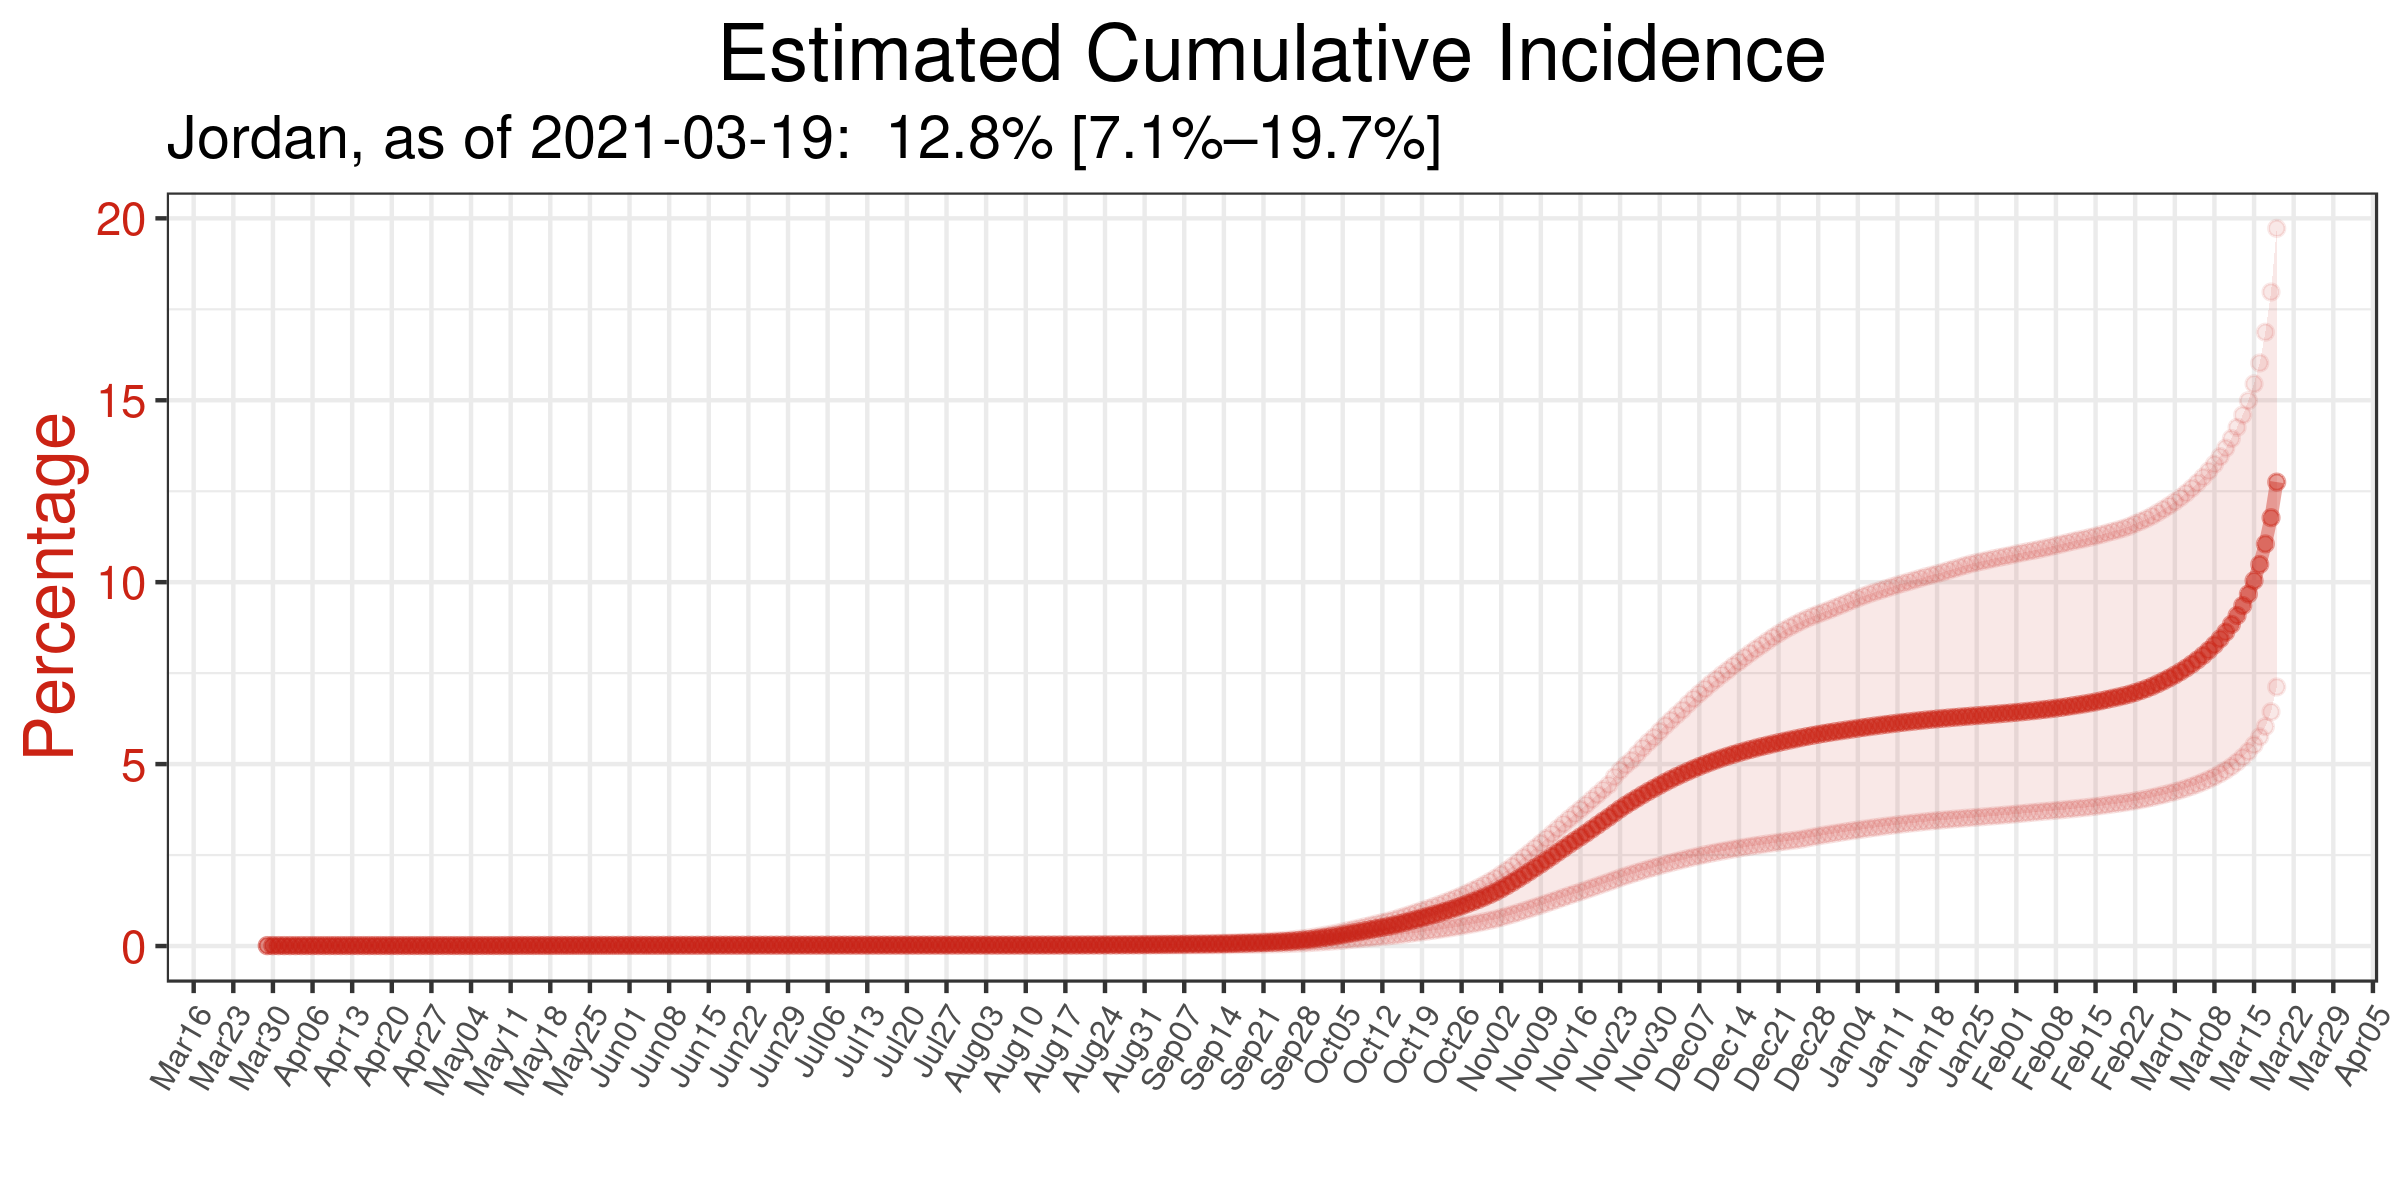 Estimated Cumulative Incidence
Jordan, as of 2021-03-19:  12.8% [7.1%–19.7%]
Percentage
20
15
10
5
0
Mar16
Mar23
Mar30
Apr06
Apr13
Apr20
Apr27
May04
May11
May18
May25
Jun01
Jun08
Jun15
Jun22
Jun29
Jul06
Jul13
Jul20
Jul27
Aug03
Aug10
Aug17
Aug24
Aug31
Sep07
Sep14
Sep21
Sep28
Oct05
Oct12
Oct19
Oct26
Nov02
Nov09
Nov16
Nov23
Nov30
Dec07
Dec14
Dec21
Dec28
Jan04
Jan11
Jan18
Jan25
Feb01
Feb08
Feb15
Feb22
Mar01
Mar08
Mar15
Mar22
Mar29
Apr05